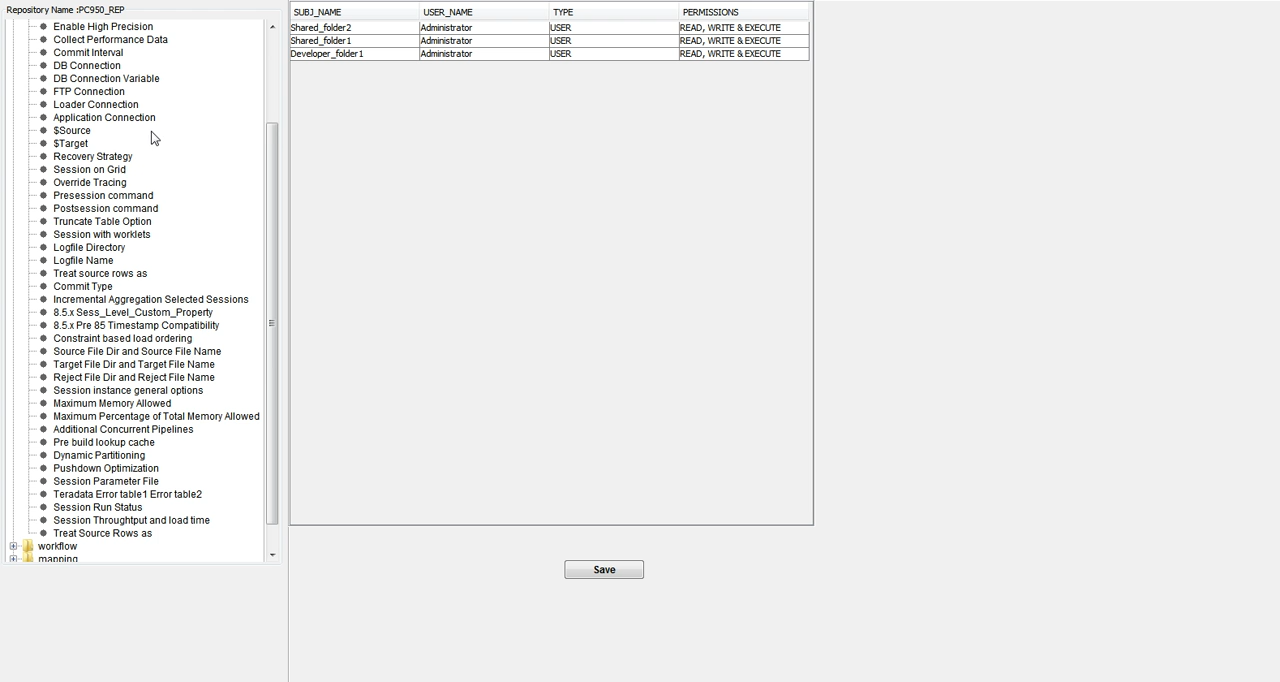 Repository Name :PC950_REP
Enable High Precision
Collect Performance Data
Commit Interval
DB Connection
DB Connection Variable
FTP Connection
Loader Connection
Application Connection
$Source
$Target
Recovery Strategy
Session on Grid
Override Tracing
Presession command
Postsession command
Truncate Table Option
Session with worklets
Logfile Directory
Logfile Name
Treat source rows as
Commit Type
Incremental Aggregation Selected Sessions
8.5.x Sess_Level_Custom_Property
8.5.x Pre 85 Timestamp Compatibility
Constraint based load ordering
Source File Dir and Source File Name
Target File Dir and Target File Name
Reject File Dir and Reject File Name
Session instance general options
Maximum Memory Allowed
Maximum Percentage of Total Memory Allowed
Additional Concurrent Pipelines
Pre build lookup cache
Dynamic Partitioning
Pushdown Optimization
Session Parameter File
Teradata Error table1 Error table2
Session Run Status
Session Throughtput and load time
Treat Source Rows as
workflow
mapping
SUBJ_NAME USER_NAME TYPE PERMISSIONS
Shared_folder2 Administrator USER READ, WRITE & EXECUTE
Shared_folder1 Administrator USER READ, WRITE & EXECUTE
Developer_folder1 Administrator USER READ, WRITE & EXECUTE
Save